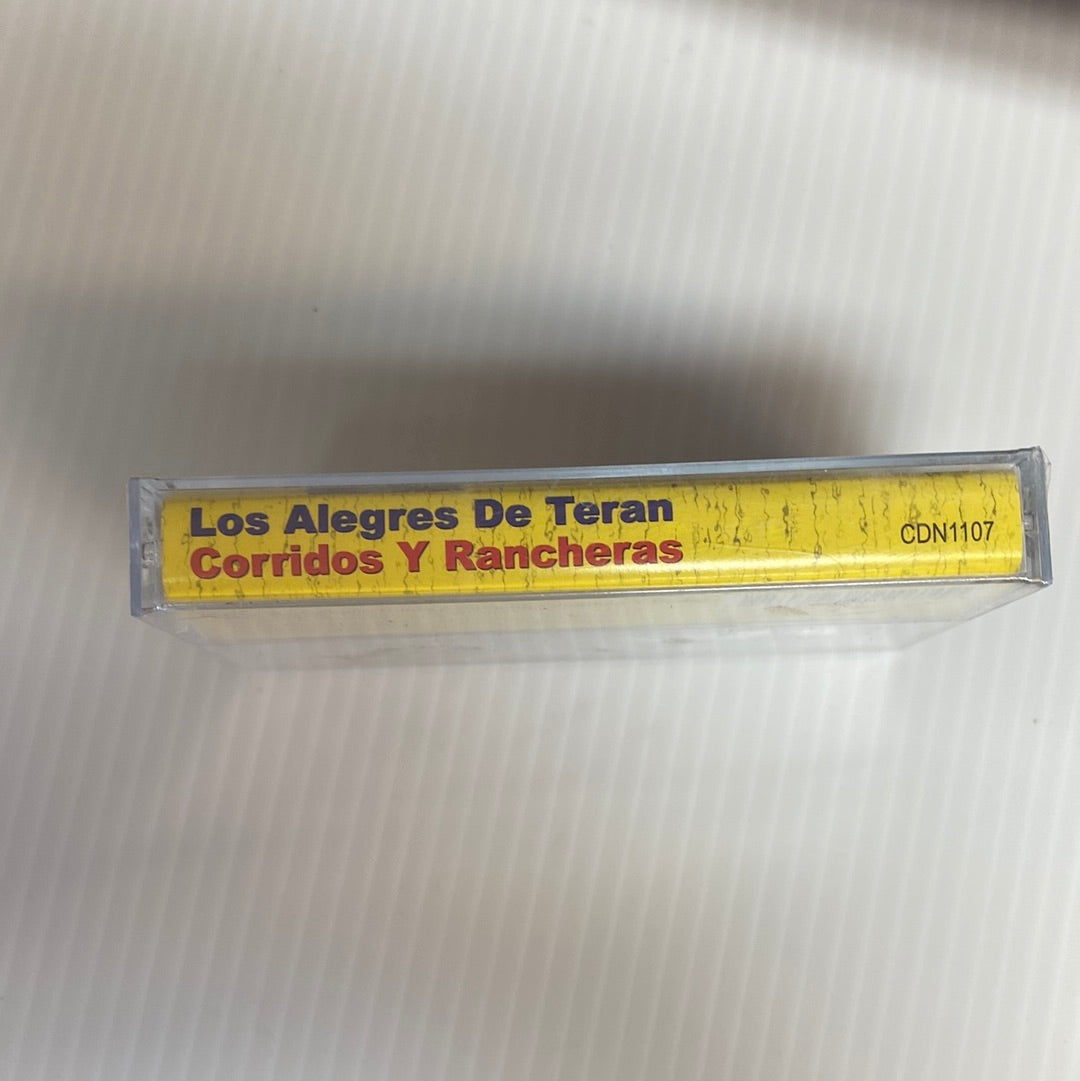 Los Alegres De Teran
Corridos Y Rancheras
CDN1107